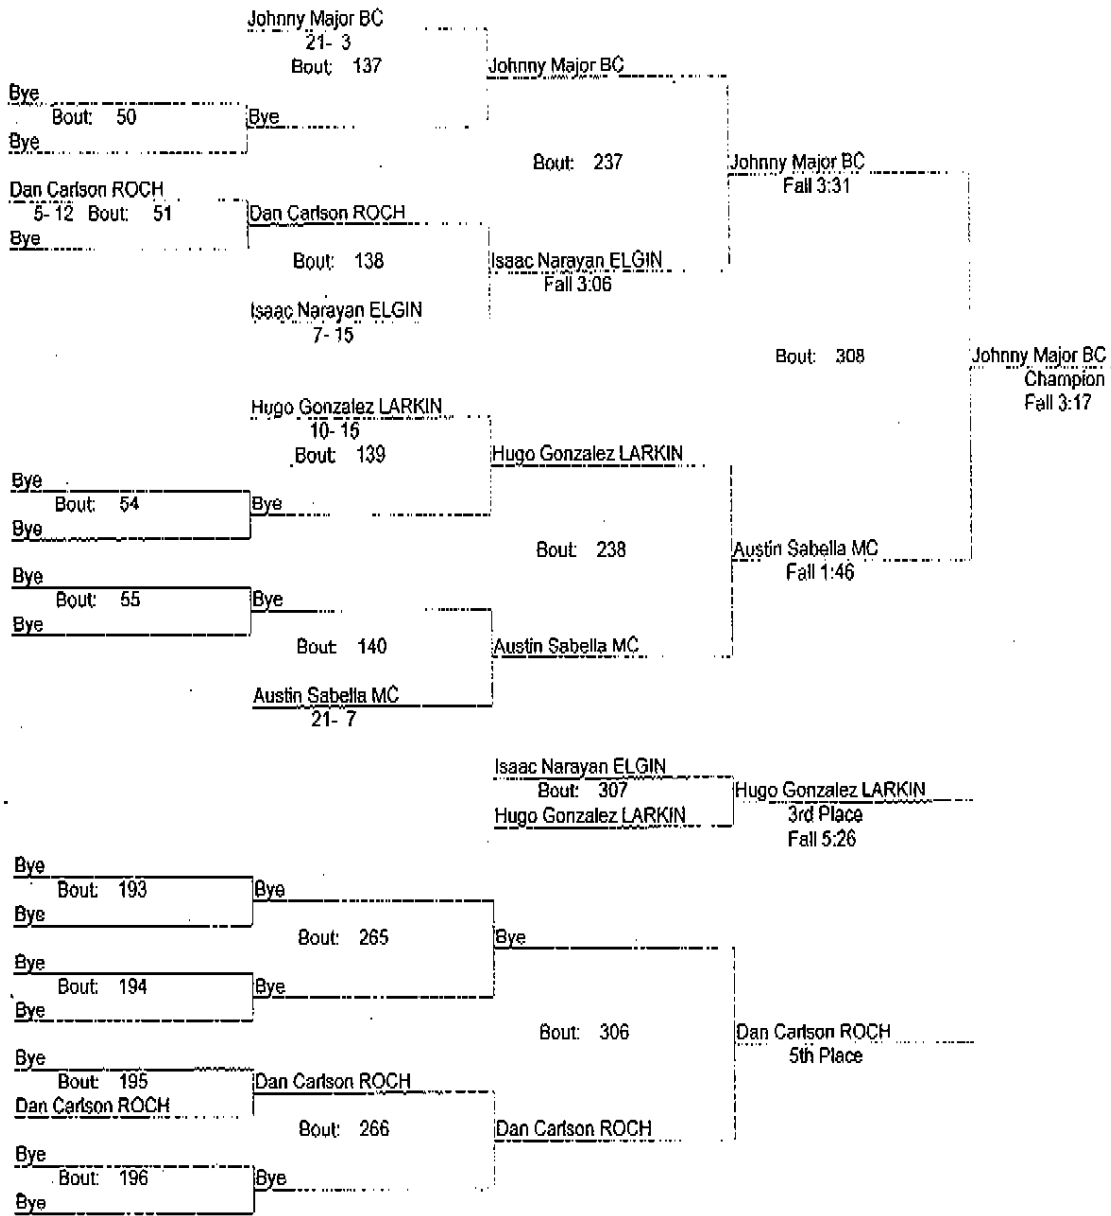 Johnny Major BC
21- 3
Bout: 137
Johnny Major BC
Bye
Bout: 50
Bye
Bye
Bout: 237
Johnny Major BC
Fall 3:31
Dan Carlson ROCH
5- 12 Bout: 51
Dan Carlson ROCH
Bye
Bout: 138
Isaac Narayan ELGIN
Fall 3:06
Isaac Narayan ELGIN
7- 15
Bout: 308
Johnny Major BC
Champion
Fall 3:17
Hugo Gonzalez LARKIN
10- 15
Bout: 139
Hugo Gonzalez LARKIN
Bye
Bout: 54
Bye
Bye
Bout: 238
Austin Sabella MC
Fall 1:46
Bye
Bout: 55
Bye
Bye
Bout: 140
Austin Sabella MC
Austin Sabella MC
21- 7
Isaac Narayan ELGIN
Bout: 307
Hugo Gonzalez LARKIN
Hugo Gonzalez LARKIN
3rd Place
Fall 5:26
Bye
Bout: 193
Bye
Bye
Bout: 265
Bye
Bye
Bout: 194
Bye
Bye
Bout: 306
Dan Carlson ROCH
5th Place
Bye
Bout: 195
Dan Carlson ROCH
Dan Carlson ROCH
Bout: 266
Dan Carlson ROCH
Bye
Bout: 196
Bye
Bye